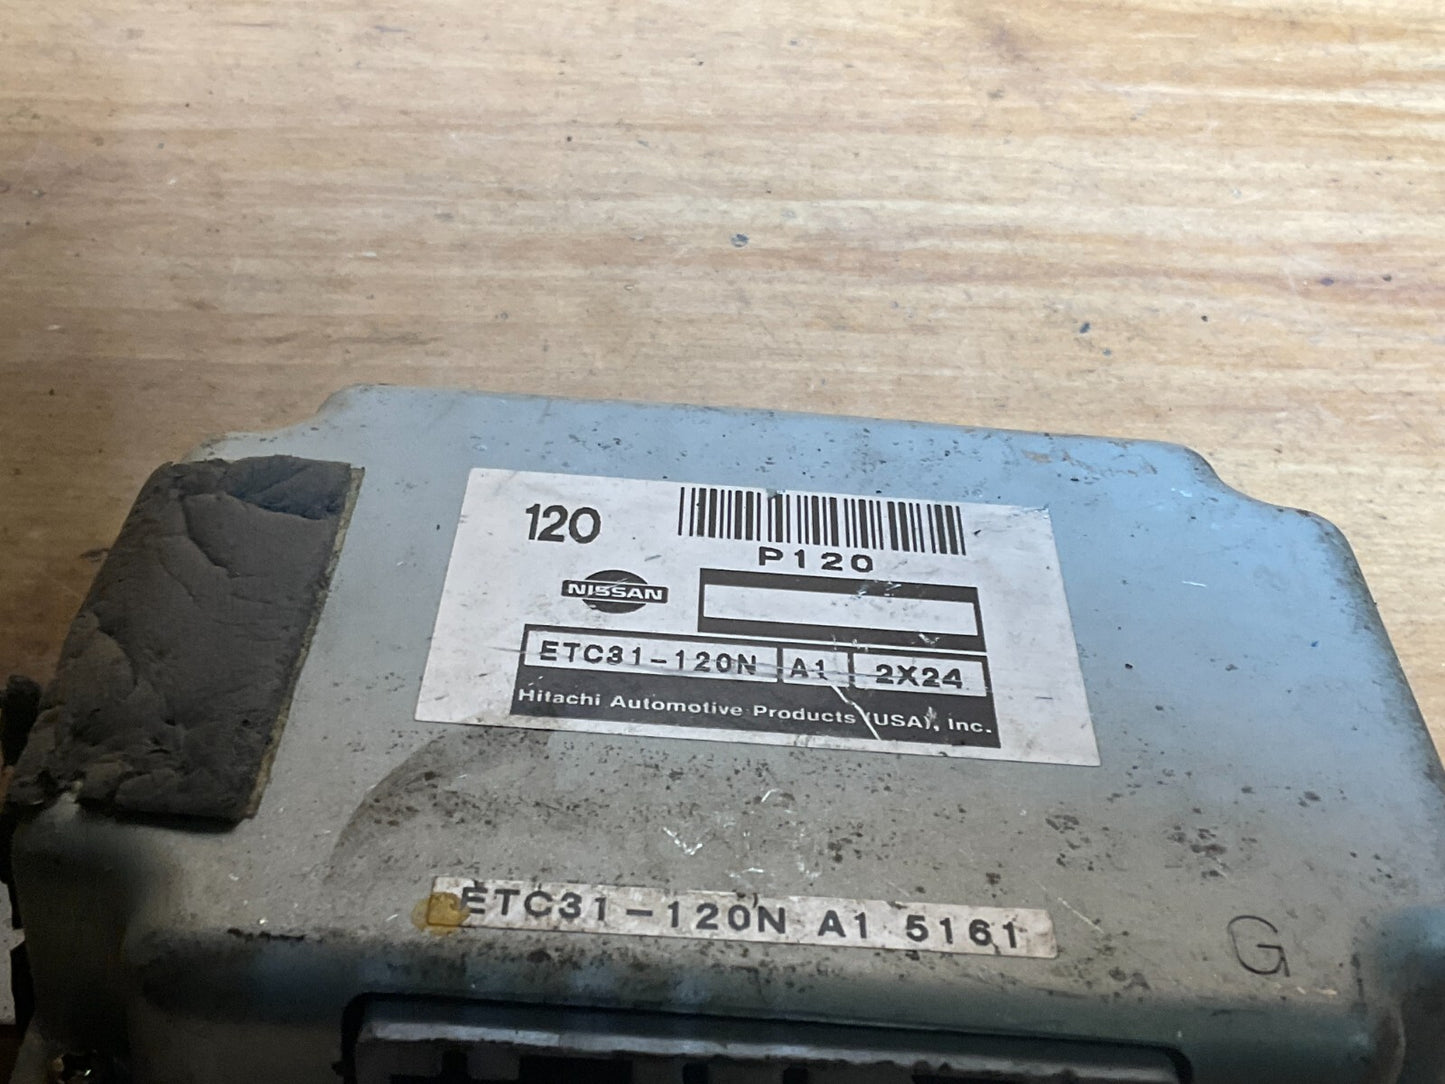 120
P120
NISSAN
ETC31-120N A1 2X24
Hitachi Automotive Products (USA), Inc.
ETC31-120N A1 5161
G